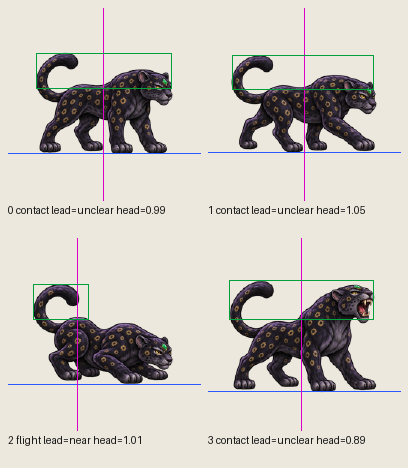 0 contact lead=unclear head=0.99
1 contact lead=unclear head=1.05
2 flight lead=near head=1.01
3 contact lead=unclear head=0.89